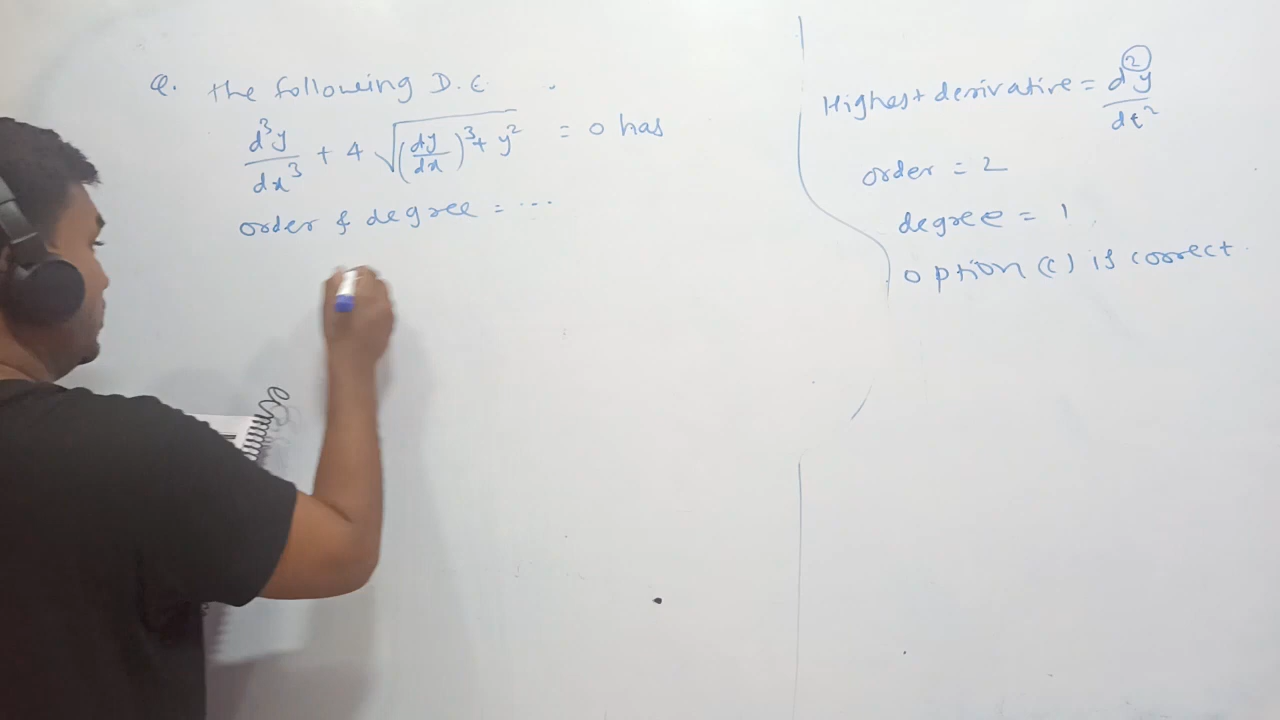 Q. the following D.E.
d³y/dx³ + 4 √((dy/dx)³ + y²) = 0 has
order & degree = ...
Highest derivative = d²y/dt²
order = 2
degree = 1
option (c) is correct.